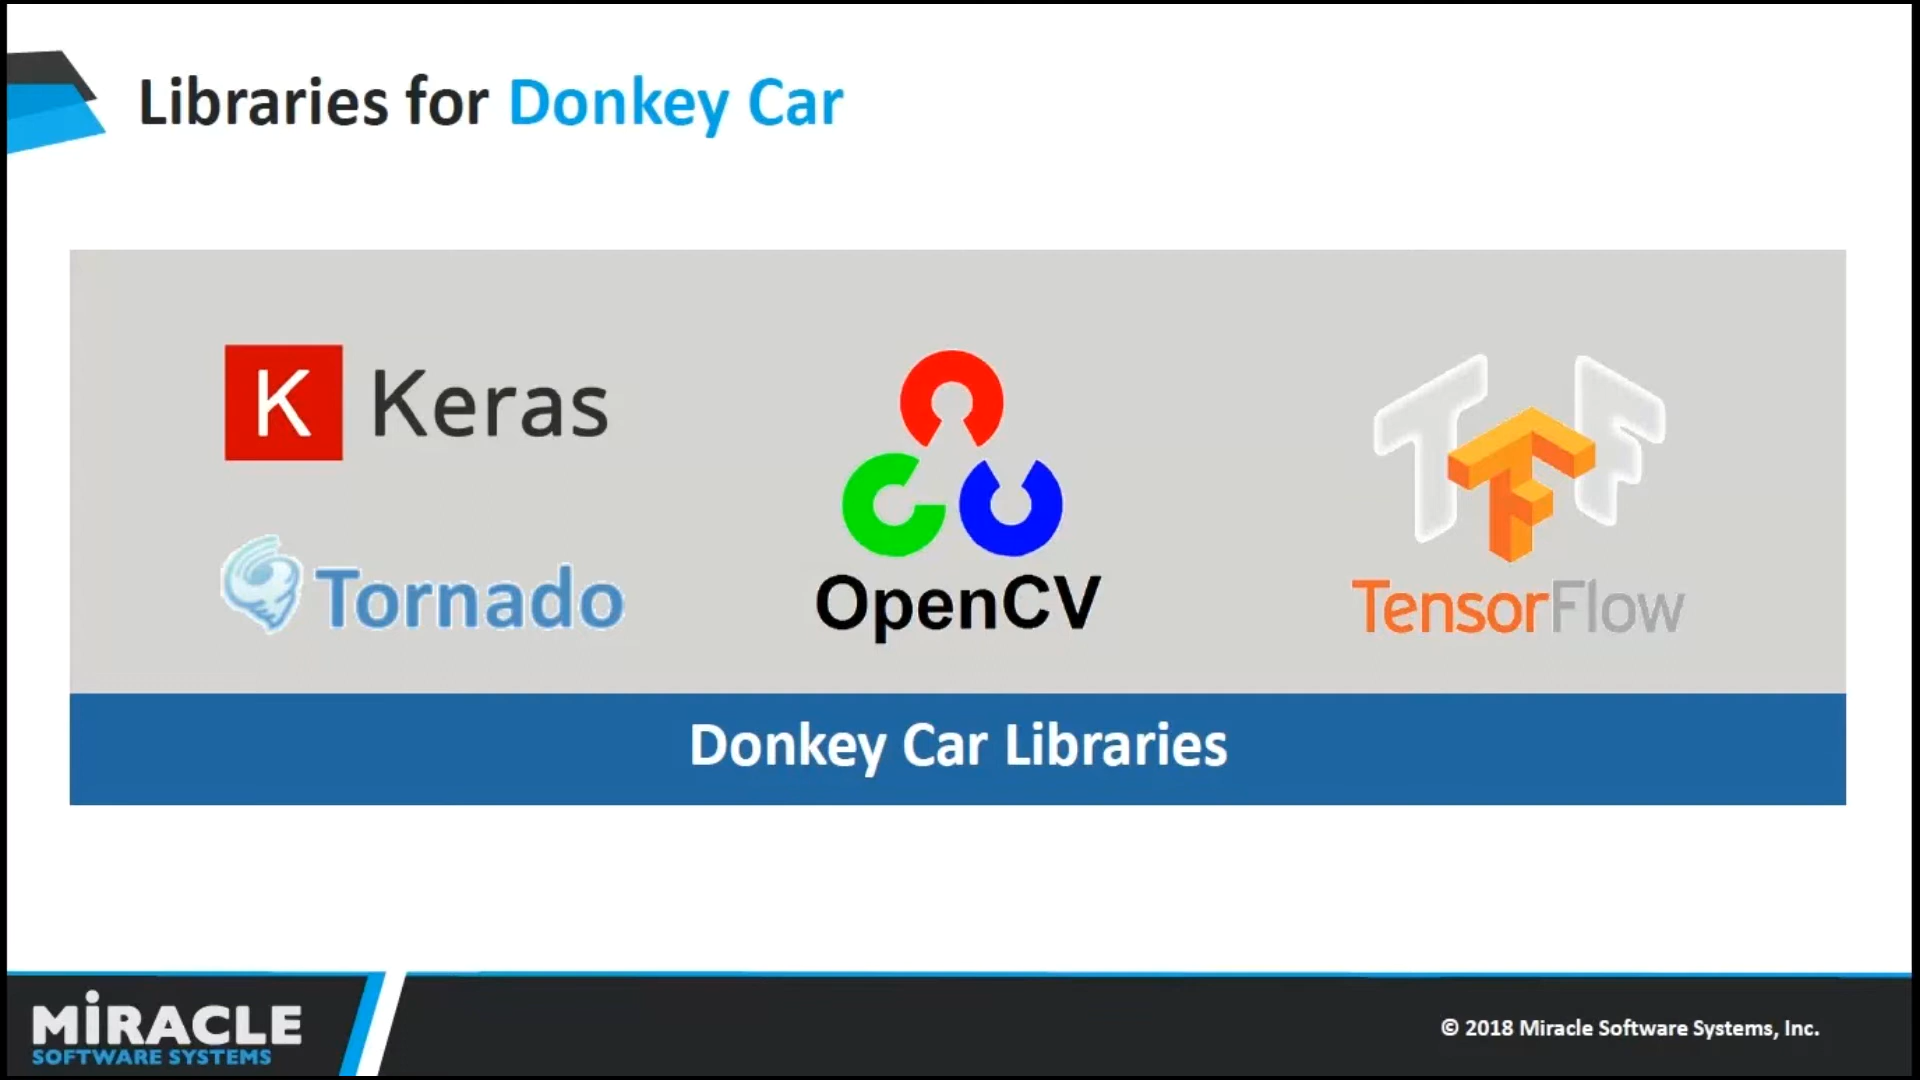 Libraries for Donkey Car
K Keras
Tornado
OpenCV
TF
TensorFlow
Donkey Car Libraries
MiRACLE
SOFTWARE SYSTEMS
© 2018 Miracle Software Systems, Inc.